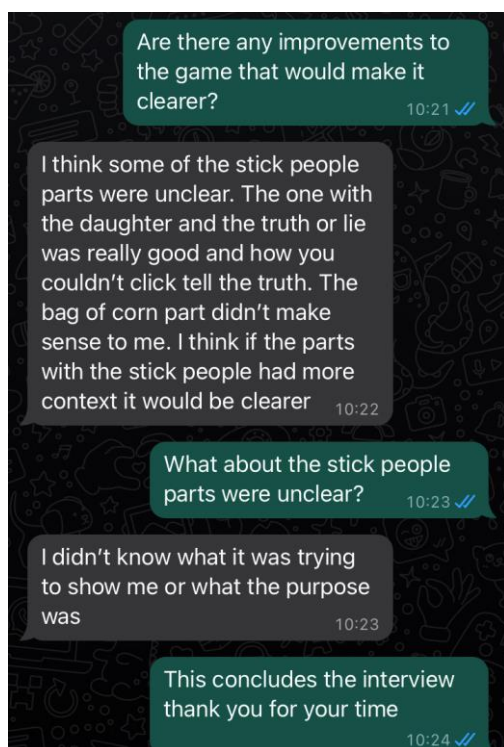 Are there any improvements to
the game that would make it
clearer?
10:21
I think some of the stick people
parts were unclear. The one with
the daughter and the truth or lie
was really good and how you
couldn’t click tell the truth. The
bag of corn part didn’t make
sense to me. I think if the parts
with the stick people had more
context it would be clearer
10:22
What about the stick people
parts were unclear?
10:23
I didn’t know what it was trying
to show me or what the purpose
was
10:23
This concludes the interview
thank you for your time
10:24